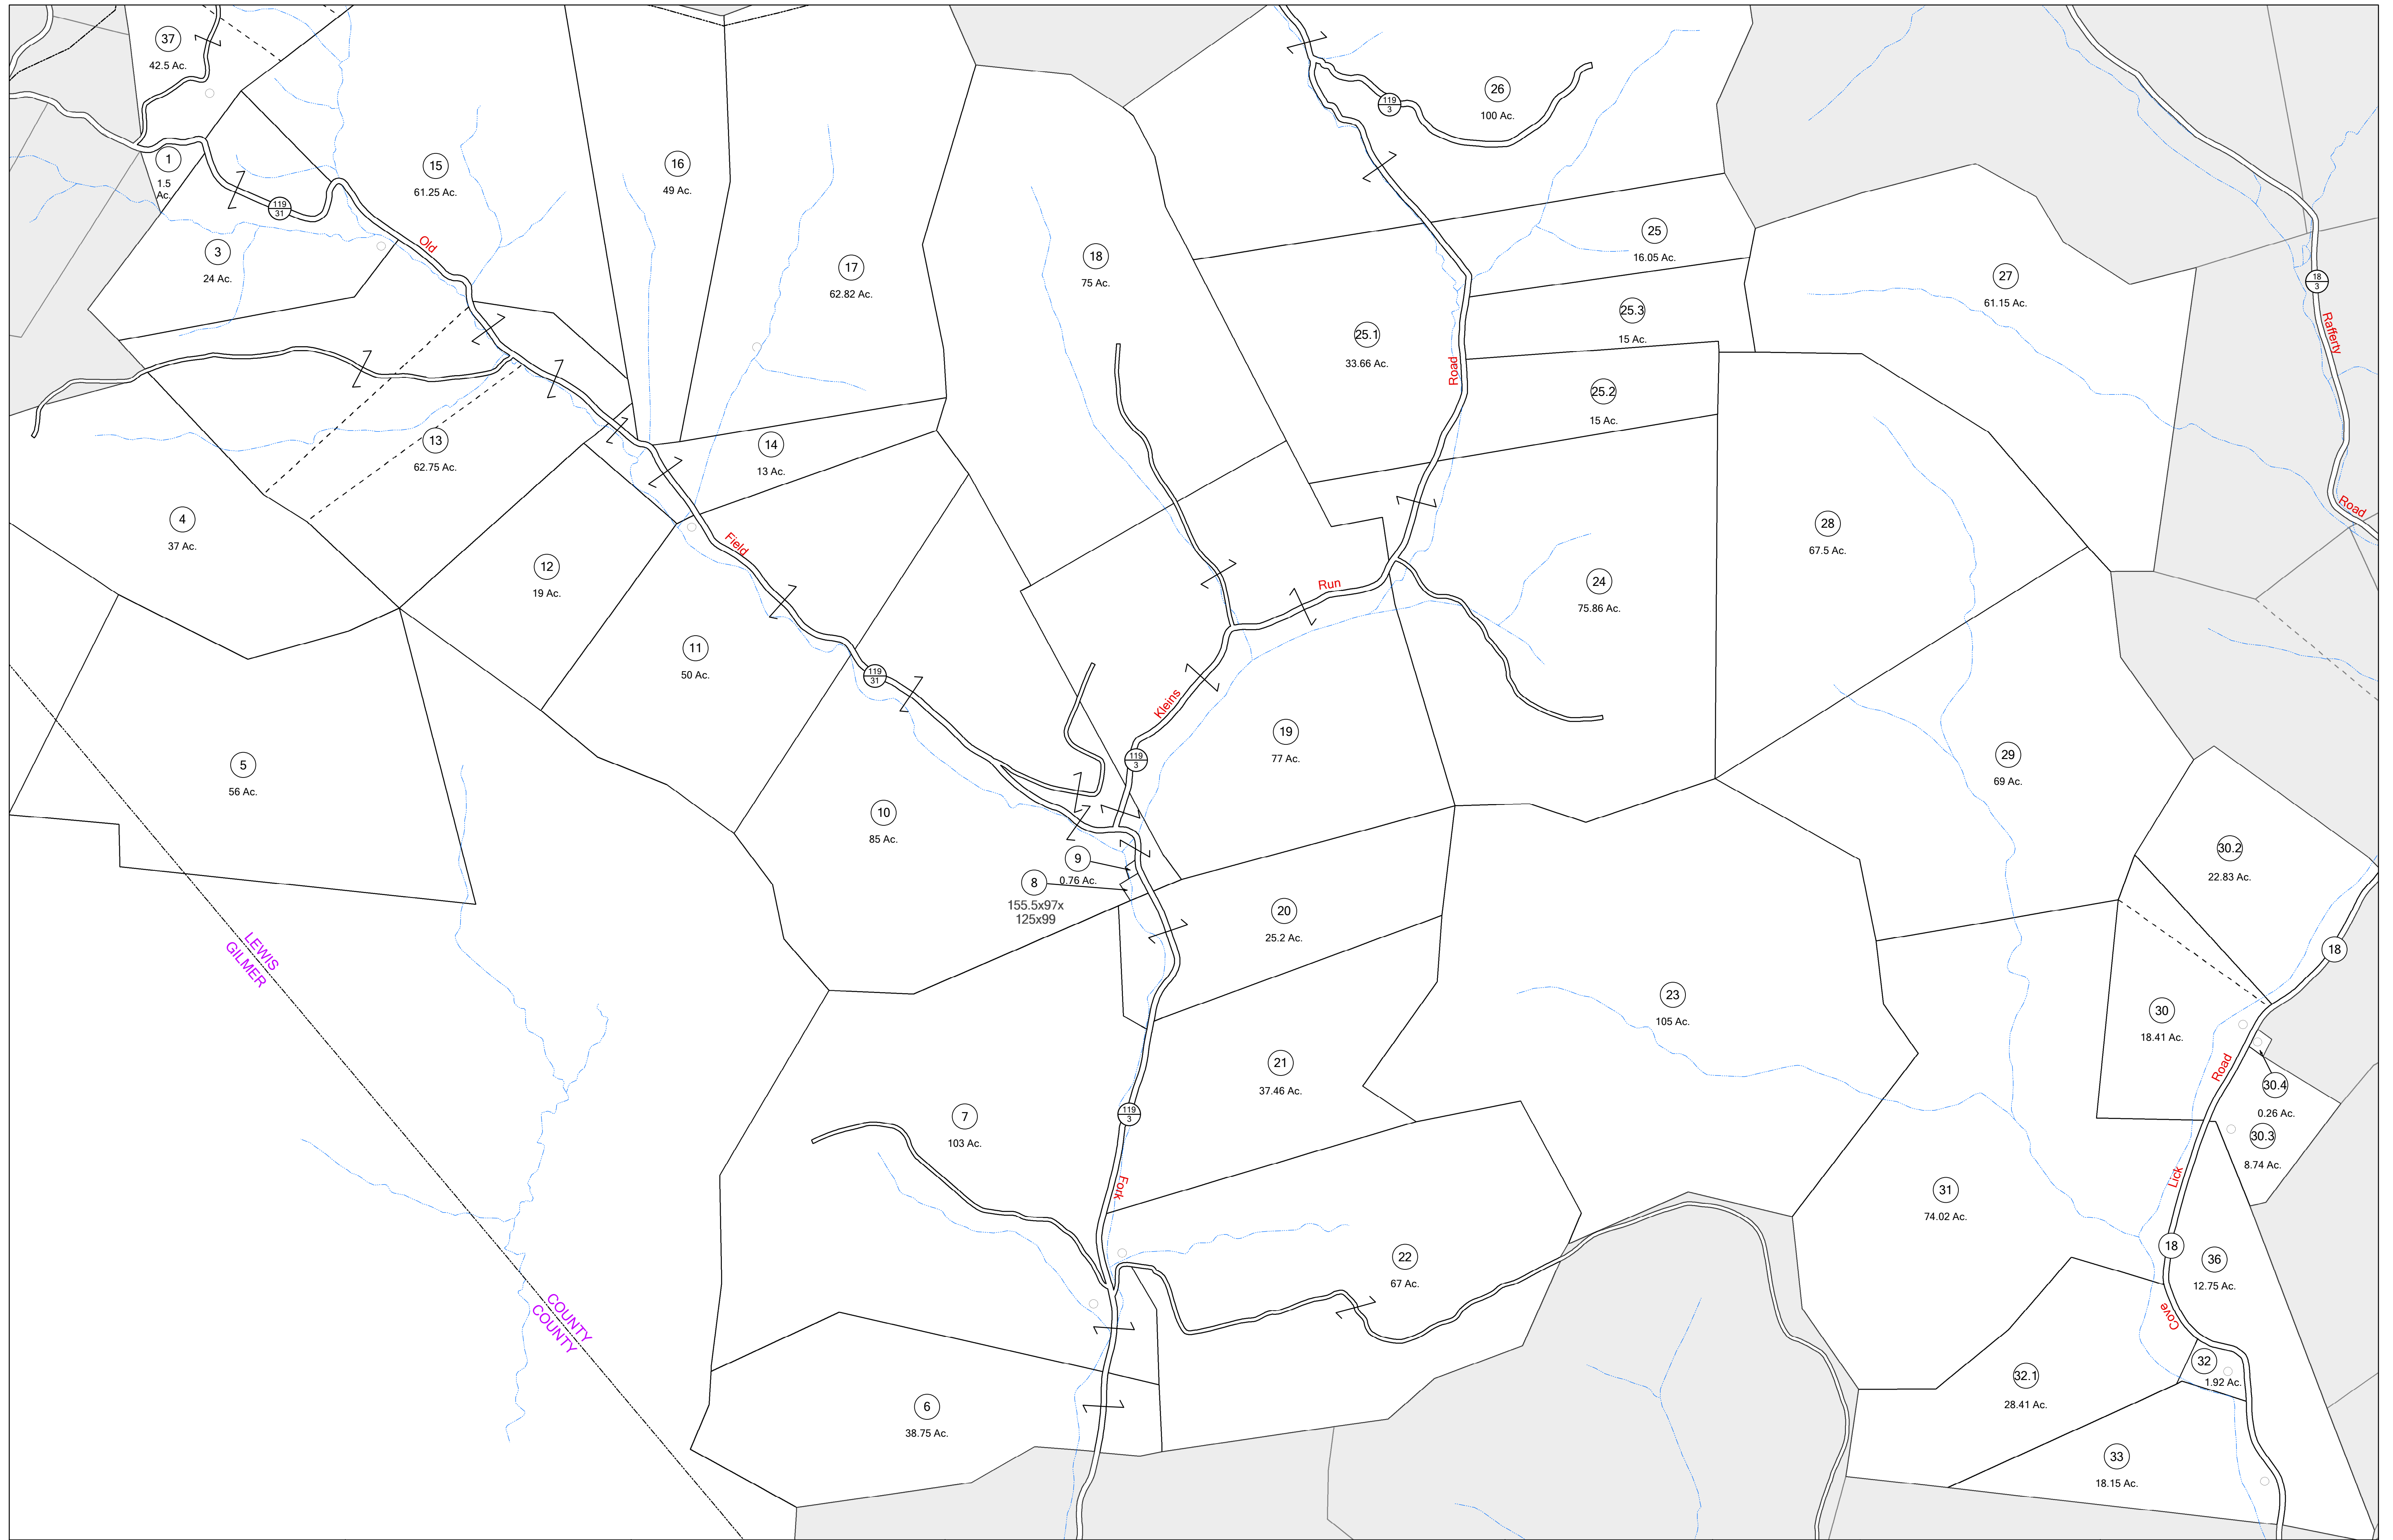 37
42.5 Ac.
1
1.5
Ac.
119
31
3
24 Ac.
15
61.25 Ac.
Old
16
49 Ac.
17
62.82 Ac.
18
75 Ac.
26
100 Ac.
119
3
25
16.05 Ac.
25.3
15 Ac.
25.1
33.66 Ac.
Road
25.2
15 Ac.
27
61.15 Ac.
18
3
Rafferty
Road
13
62.75 Ac.
14
13 Ac.
4
37 Ac.
Field
12
19 Ac.
11
50 Ac.
119
31
Run
24
75.86 Ac.
28
67.5 Ac.
Kleins
119
3
19
77 Ac.
29
69 Ac.
5
56 Ac.
10
85 Ac.
9
0.76 Ac.
8
155.5x97x
125x99
20
25.2 Ac.
30.2
22.83 Ac.
18
LEWIS
GILMER
23
105 Ac.
30
18.41 Ac.
Road
30.4
0.26 Ac.
30.3
8.74 Ac.
21
37.46 Ac.
7
103 Ac.
119
3
Fork
31
74.02 Ac.
Lick
18
36
12.75 Ac.
22
67 Ac.
COUNTY
COUNTY
Cove
32
1.92 Ac.
32.1
28.41 Ac.
6
38.75 Ac.
33
18.15 Ac.